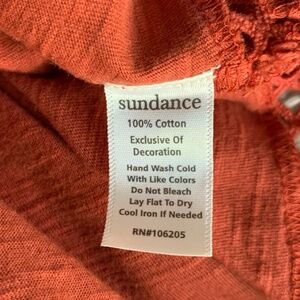 sundance
100% Cotton
Exclusive Of
Decoration
Hand Wash Cold
With Like Colors
Do Not Bleach
Lay Flat To Dry
Cool Iron If Needed
RN#106205